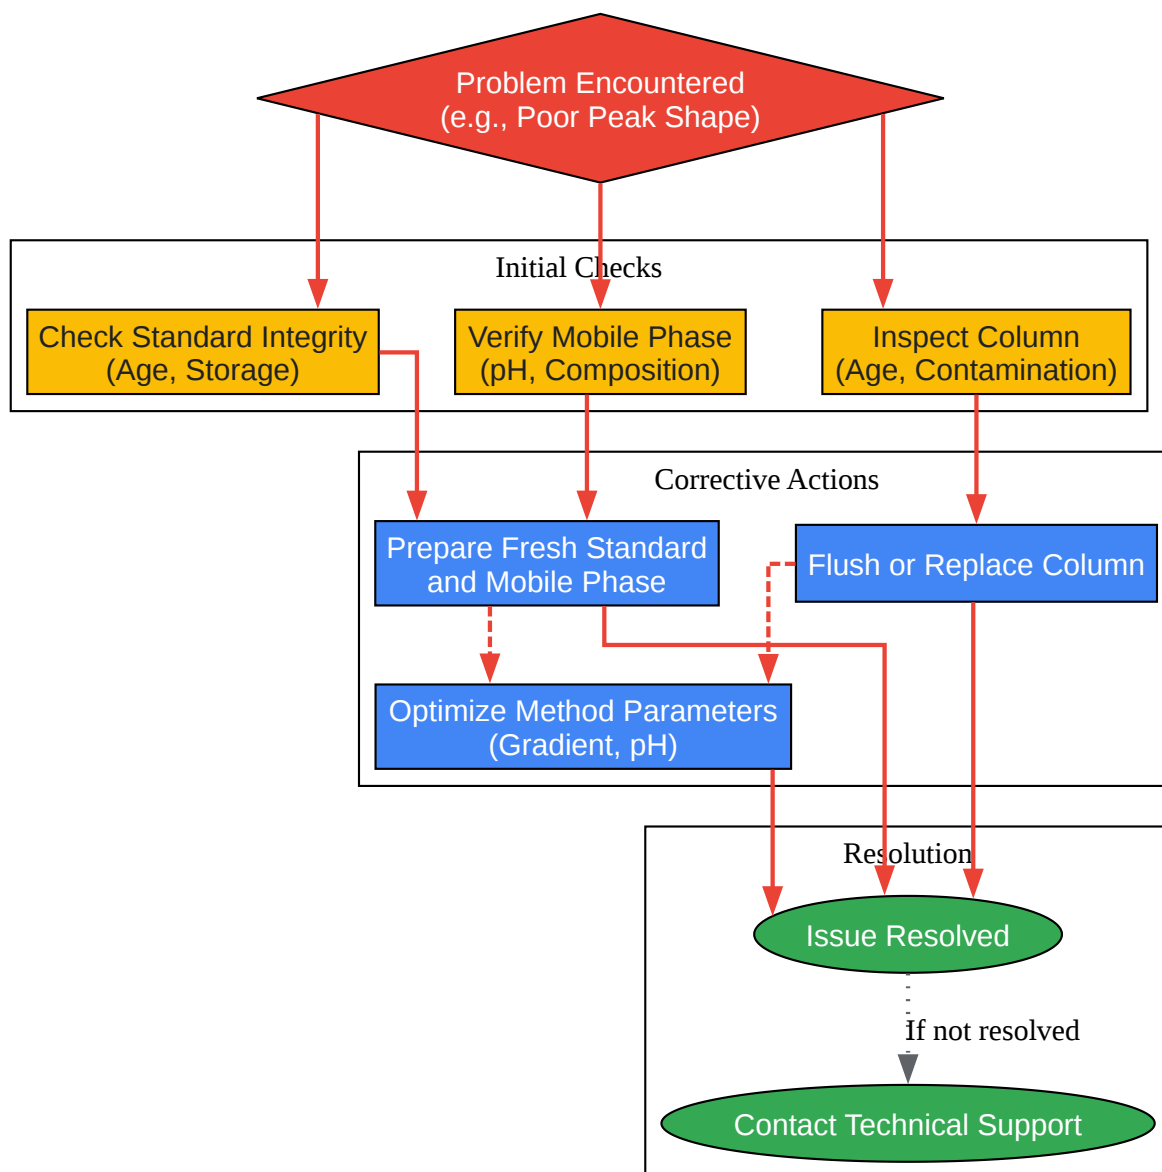 Problem Encountered
(e.g., Poor Peak Shape)
Initial Checks
Check Standard Integrity
(Age, Storage)
Verify Mobile Phase
(pH, Composition)
Inspect Column
(Age, Contamination)
Corrective Actions
Prepare Fresh Standard
and Mobile Phase
Flush or Replace Column
Optimize Method Parameters
(Gradient, pH)
Resolution
Issue Resolved
If not resolved
Contact Technical Support